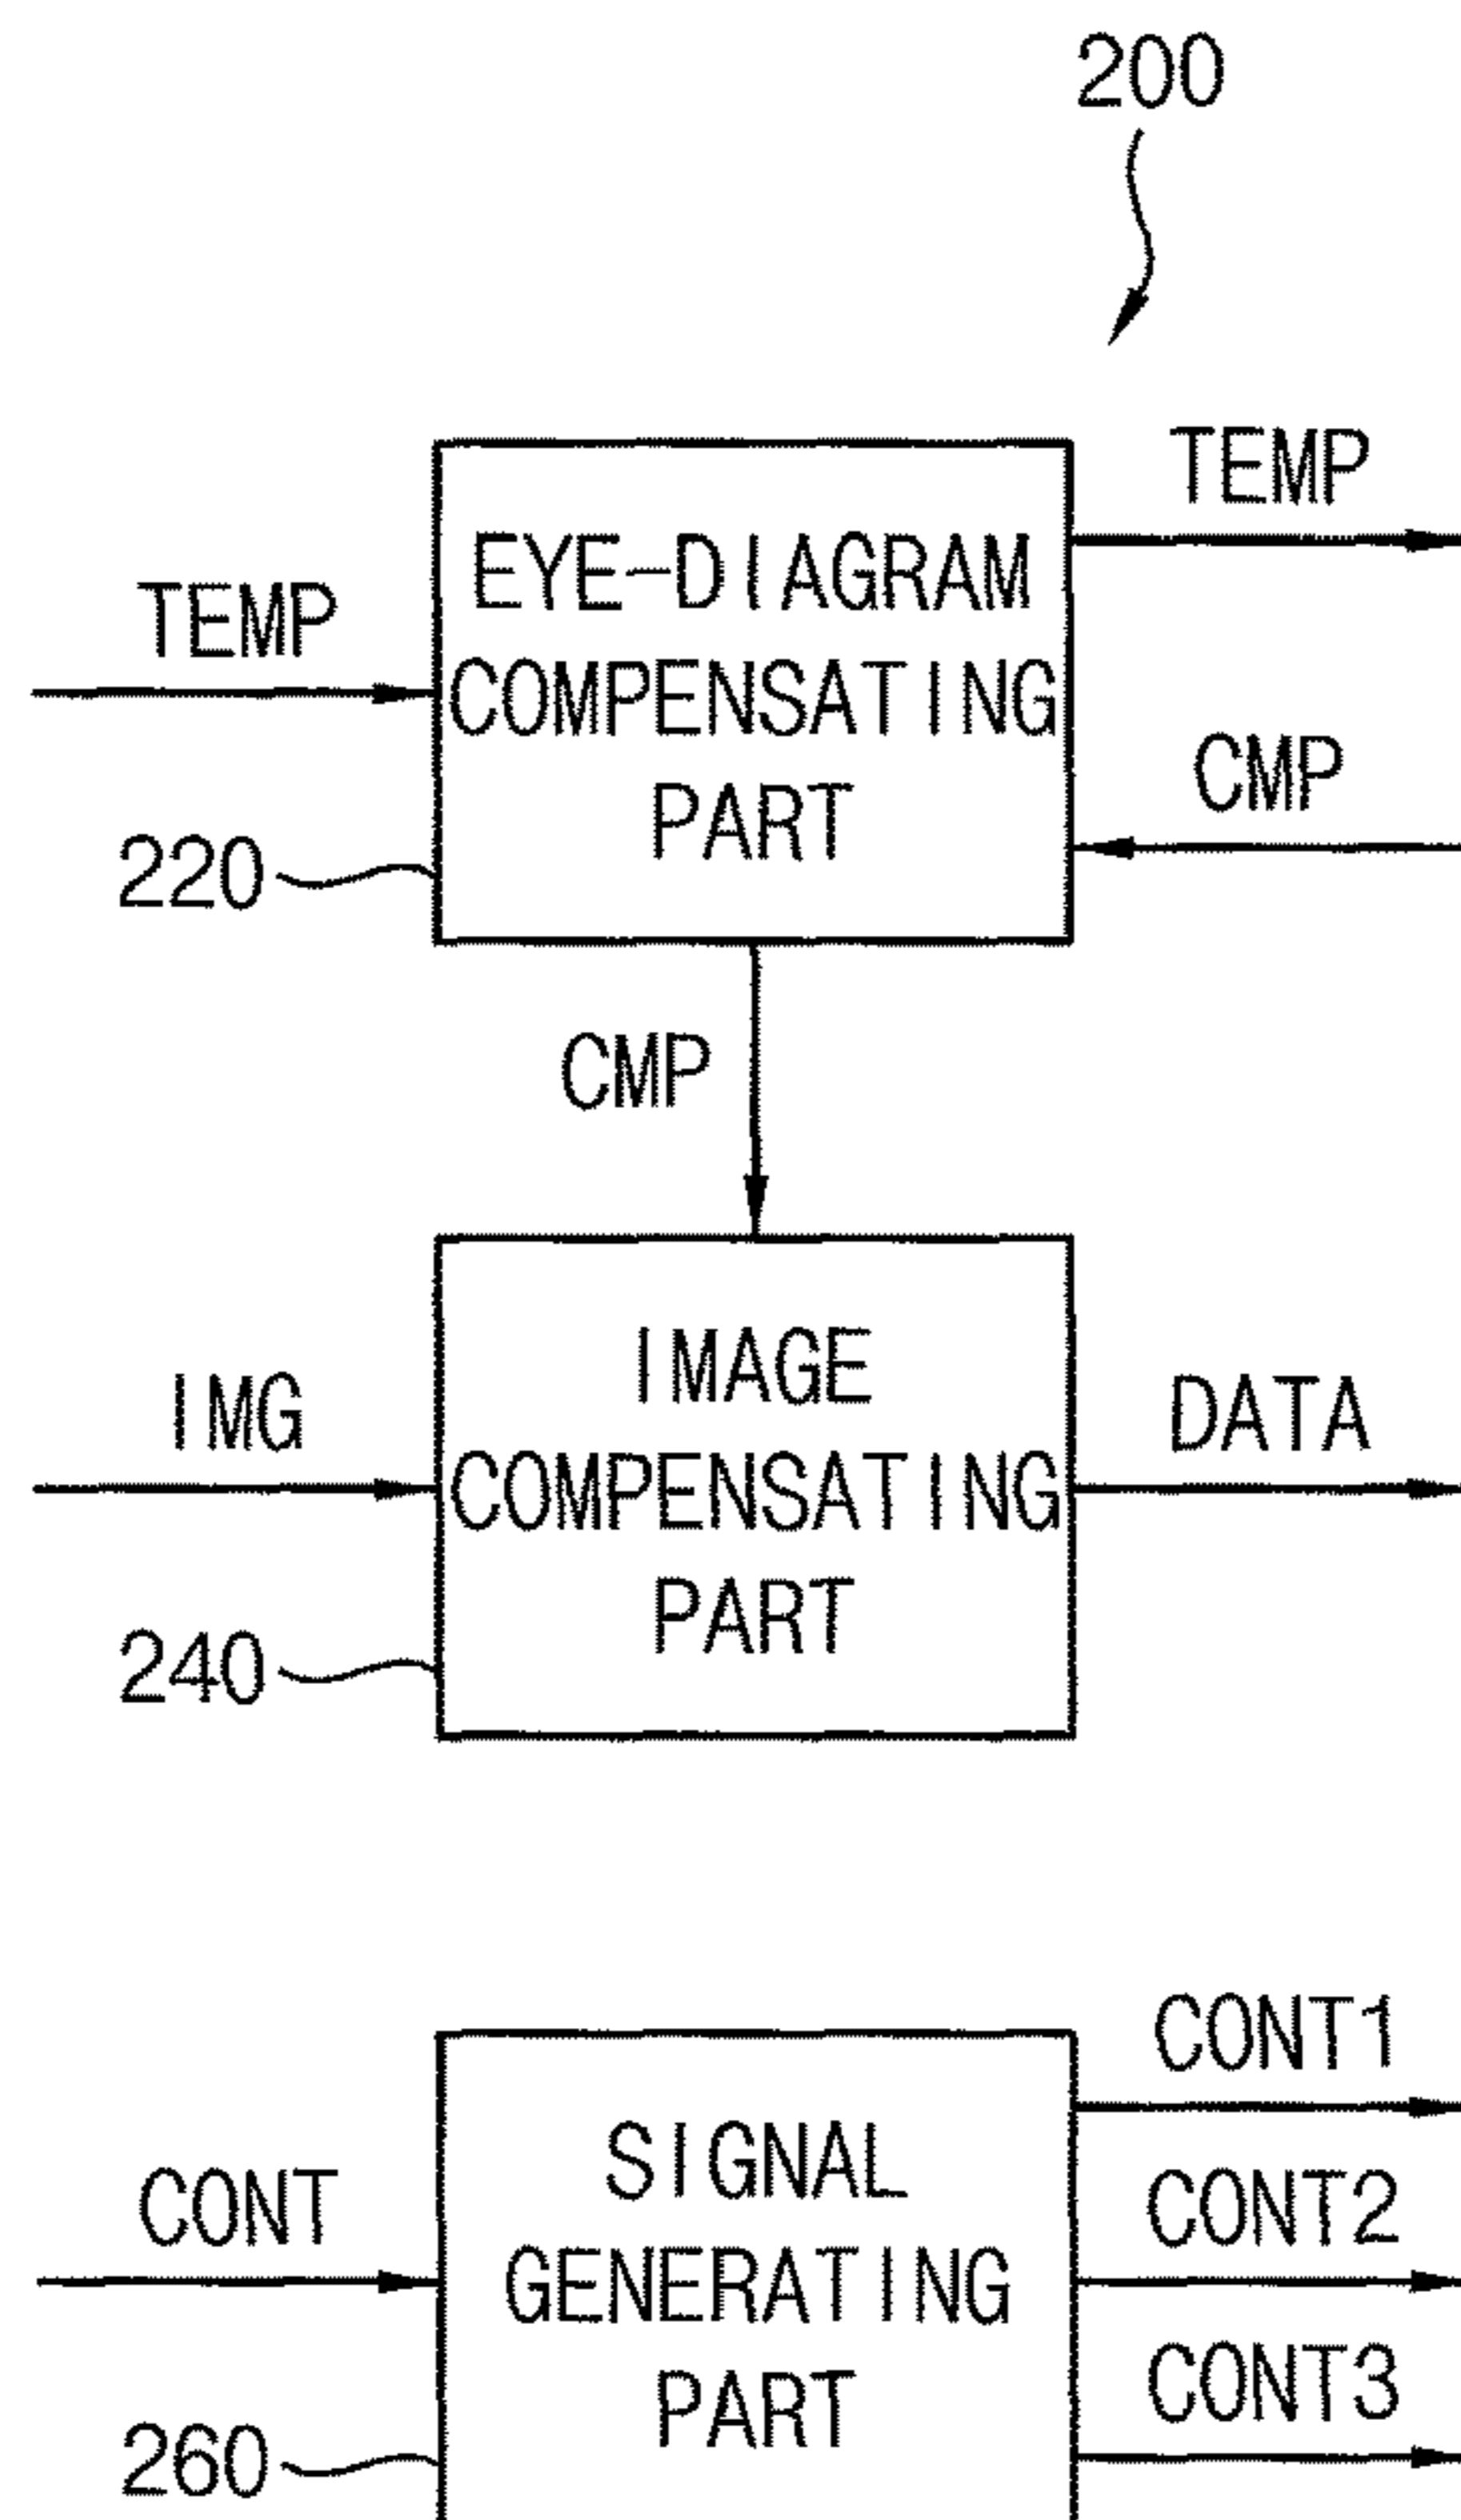 200
TEMP
EYE-DIAGRAM
COMPENSATING
PART
TEMP
CMP
220
CMP
IMG
IMAGE
COMPENSATING
PART
DATA
240
CONT
SIGNAL
GENERATING
PART
CONT1
CONT2
CONT3
260